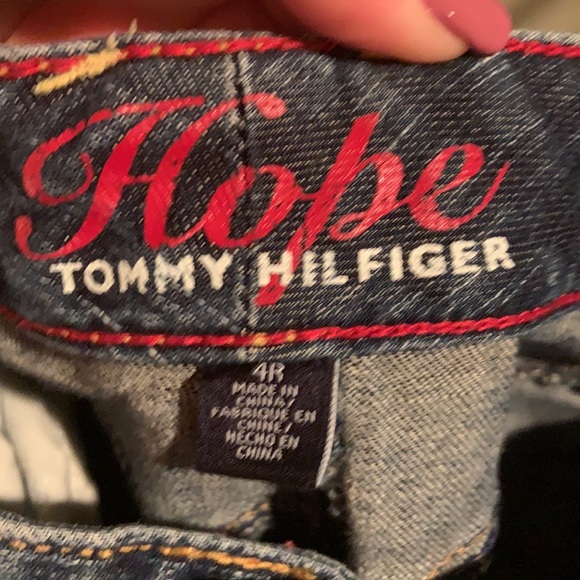 Hope
TOMMY HILFIGER
4R
MADE IN
CHINA/
FABRIQUE EN
CHINE/
HECHO EN
CHINA